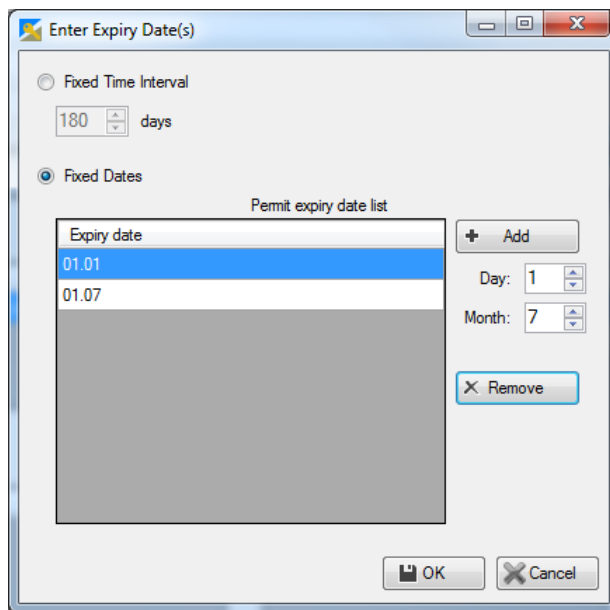 Enter Expiry Date(s)
Fixed Time Interval
180 days
Fixed Dates
Permit expiry date list
Expiry date
01.01
01.07
Add
Day: 1
Month: 7
Remove
OK
Cancel